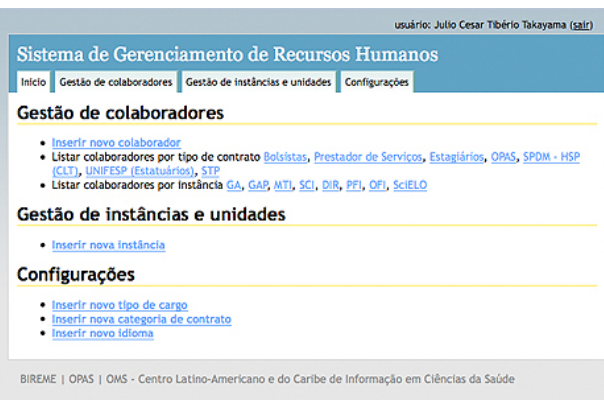 usuário: Julio Cesar Tibério Takayama (sair)
Sistema de Gerenciamento de Recursos Humanos
Início Gestão de colaboradores Gestão de instâncias e unidades Configurações
Gestão de colaboradores
Inserir novo colaborador
Listar colaboradores por tipo de contrato Bolsistas, Prestador de Serviços, Estagiários, OPAS, SPDM - HSP
(CLT), UNIFESP (Estatuários), STP
Listar colaboradores por instância GA, GAP, MTI, SCI, DIR, PFI, OFI, SciELO
Gestão de instâncias e unidades
Inserir nova instância
Configurações
Inserir novo tipo de cargo
Inserir nova categoria de contrato
Inserir novo idioma
BIREME | OPAS | OMS - Centro Latino-Americano e do Caribe de Informação em Ciências da Saúde